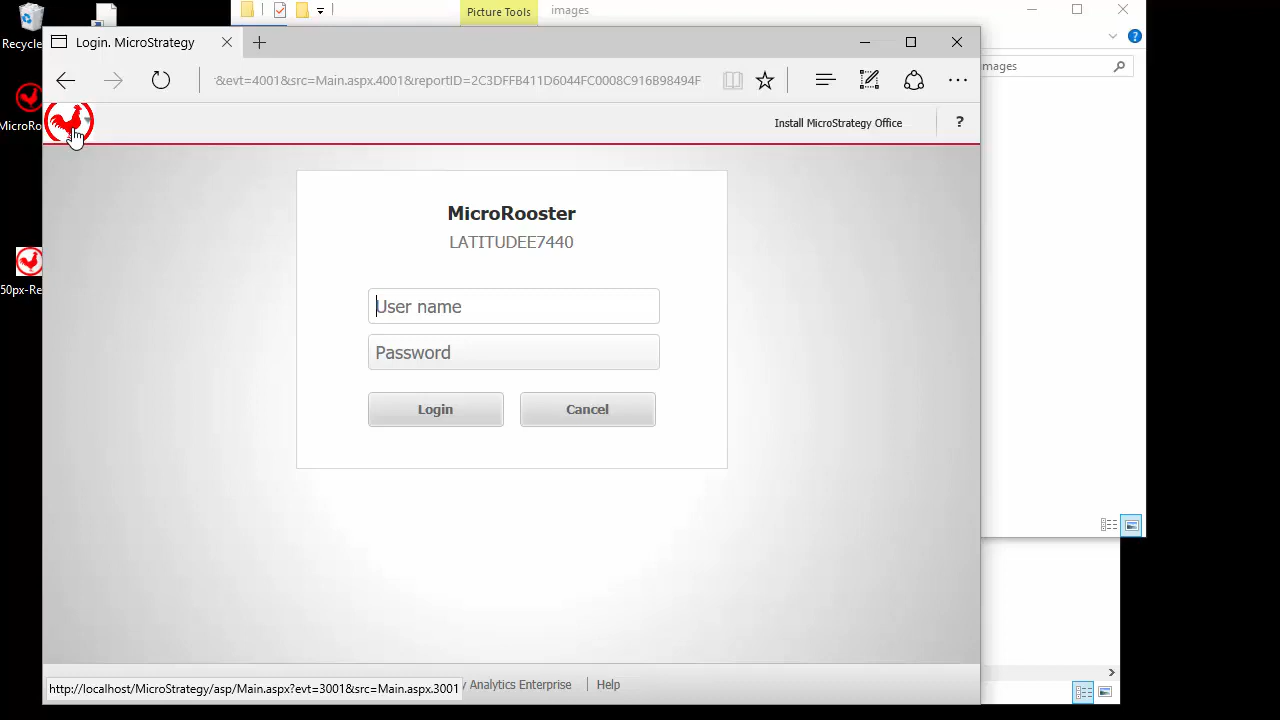 Picture Tools
images
Recycle
Login. MicroStrategy
?
mages
&evt=4001&src=Main.aspx.4001&reportID=2C3DFFB411D6044FC0008C916B98494F
MicroRo
Install MicroStrategy Office
?
MicroRooster
LATITUDEE7440
50px-Re
User name
Password
Login
Cancel
http://localhost/MicroStrategy/asp/Main.aspx?evt=3001&src=Main.aspx.3001
y Analytics Enterprise
Help